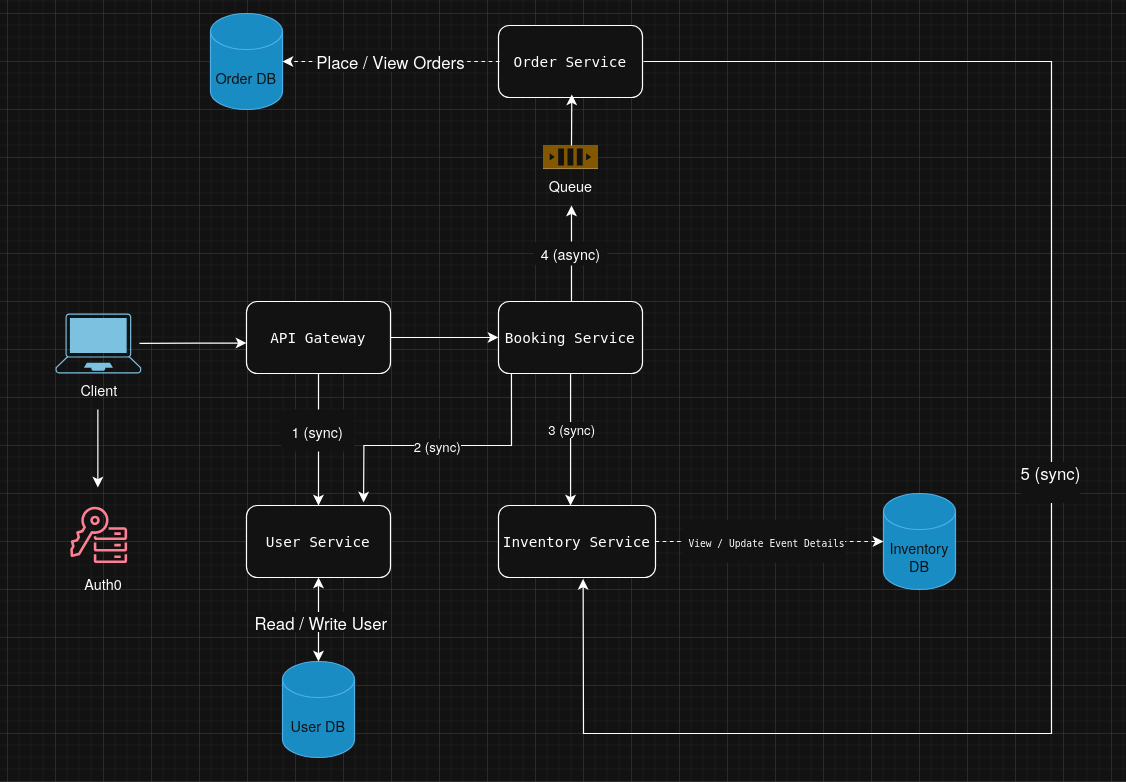 Order DB
Place / View Orders
Order Service
Queue
4 (async)
API Gateway
Booking Service
Client
1 (sync)
2 (sync)
3 (sync)
5 (sync)
User Service
Inventory Service
View / Update Event Details
Inventory
DB
Auth0
Read / Write User
User DB